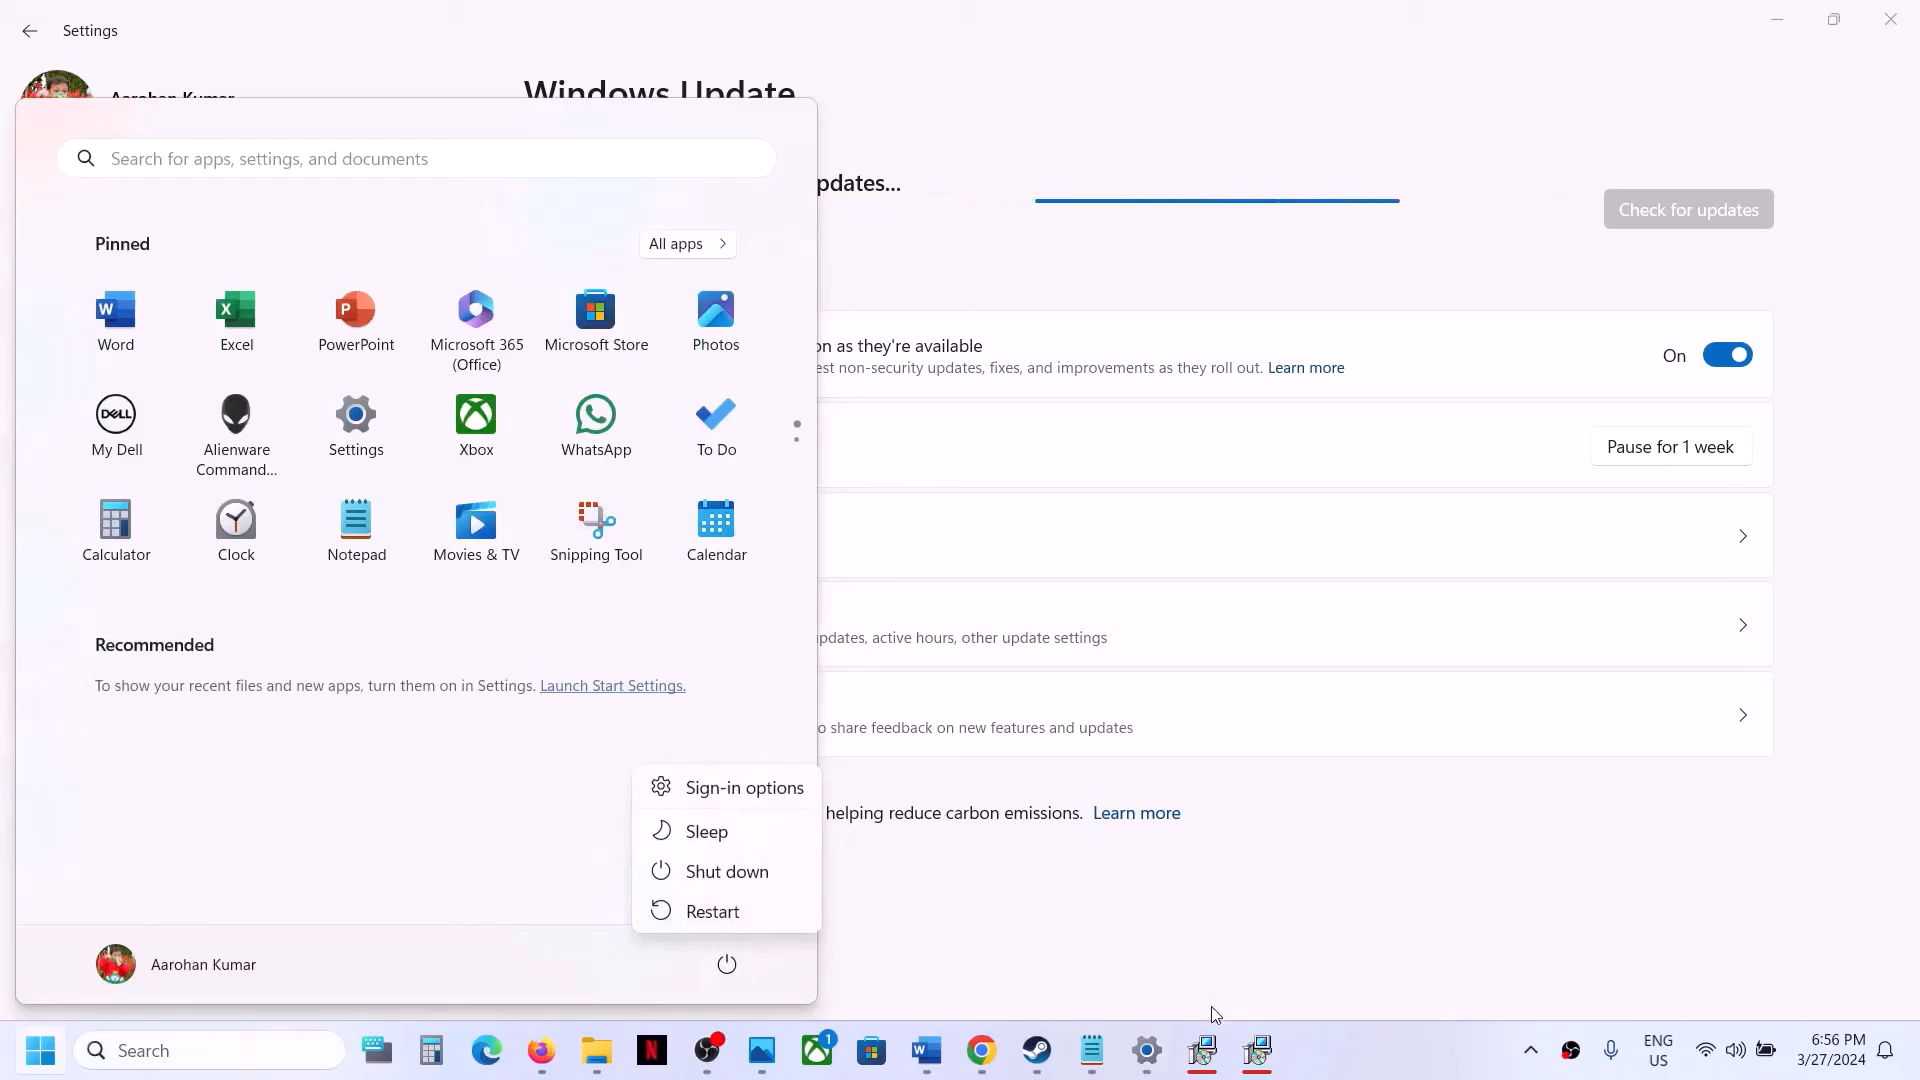 Settings
Aarohan Kumar
Windows Update
Search for apps, settings, and documents
pdates...
Check for updates
Pinned
All apps
Word
Excel
PowerPoint
Microsoft 365
(Office)
Microsoft Store
Photos
on as they're available
est non-security updates, fixes, and improvements as they roll out. Learn more
On
My Dell
Alienware
Command...
Settings
Xbox
WhatsApp
To Do
Pause for 1 week
Calculator
Clock
Notepad
Movies & TV
Snipping Tool
Calendar
Recommended
To show your recent files and new apps, turn them on in Settings. Launch Start Settings.
updates, active hours, other update settings
o share feedback on new features and updates
Sign-in options
Sleep
Shut down
Restart
helping reduce carbon emissions. Learn more
Aarohan Kumar
Search
1
ENG
US
6:56 PM
3/27/2024